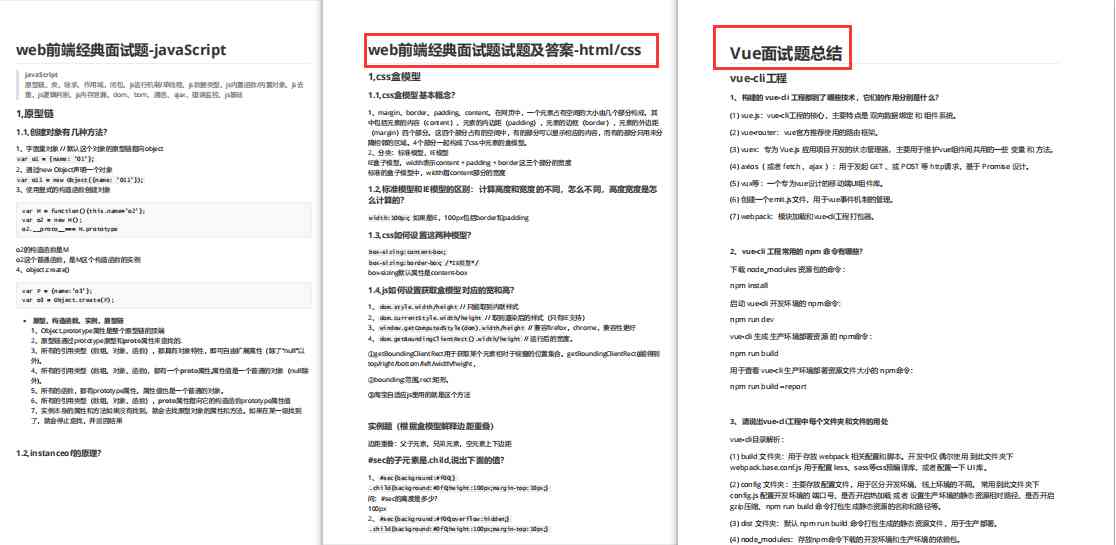 web前端经典面试题-javaScript
javaScript
原型链、类、继承、作用域、闭包、js运行机制/单线程、js的数模型、js内置函数/内置对象、js去
重、js逻辑判断、js内存泄漏、dom、bom、通信、ajax、错误监控、js基础
1,原型链
1.1,创建对象有几种方法?
1、字面量对象 // 默认这个对象的原型链指向object
var o1 = {name: '01'};
2、通过new Object声明一个对象
var o11 = new Object({name: '011'});
3、使用显式的构造函数创建对象
var M = function(){this.name='o2'};
var o2 = new M();
o2.__proto__=== M.prototype
o2的构造函数是M
o2这个普通函数，是M这个构造函数的实例
4、object.create()
var P = {name:'o3'};
var o3 = Object.create(P);
原型，构造函数，实例，原型链
1、Object.prototype属性是整个原型链的顶端
2、原型链通过prototype原型和proto属性来查找的.
3、所有的引用类型（数组，对象，函数），都具有对象特性，即可自由扩展属性（除了"null"以
外）。
4、所有的引用类型（数组，对象，函数），都有一个proto属性,属性值是一个普通的对象（null除
外）。
5、所有的函数，都有prototype属性，属性值也是一个普通的对象。
6、所有的引用类型（数组，对象，函数），proto属性指向它的构造函数prototype属性值
7、实例本身的属性和方法如果没有找到，就会去找原型对象的属性和方法。如果在某一级找到
了，就会停止查找，并返回结果
1.2,instanceof的原理?
web前端经典面试题试题及答案-html/css
1,css盒模型
1.1,css盒模型基本概念?
1、margin、border、padding、content。在网页中，一个元素占有空间的大小由几个部分构成，其
中包括元素的内容（content），元素的内边距（padding），元素的边框（border），元素的外边距
（margin）四个部分。这四个部分占有的空间中，有的部分可以显示相应的内容，而有的部分只用来分
隔相邻的区域。4个部分一起构成了css中元素的盒模型。
2、分类：标准模型，IE模型
IE盒子模型，width表示content + padding + border这三个部分的宽度
标准的盒子模型中，width指content部分的宽度
1.2,标准模型和IE模型的区别： 计算高度和宽度的不同，怎么不同，高度宽度是怎
么计算的？
width:100px; 如果是IE，100px包括border和padding
1.3,css如何设置这两种模型?
box-sizing:content-box;
box-sizing:border-box; /*IE模型*/
box-sizing默认属性是content-box
1.4,js如何设置获取盒模型对应的宽和高?
1、 dom.style.width/height // 只能取到内联样式
2、 dom.currentStyle.width/height // 取到渲染后的样式（只有IE支持）
3、 window.getComputedStyle(dom).width/height // 兼容firefox，chrome，兼容性更好
4、 dom.getBoundingClientRect().width/height // 运行后的宽度。
①getBoundingClientRect用于获取某个元素相对于视窗的位置集合。getBoundingClientRect()能得到
top/right/bottom/left/width/height。
②bounding:范围,rect:矩形。
③淘宝自适应js使用的就是这个方法
实例题（根据盒模型解释边距重叠）
边距重叠：父子元素，兄弟元素，空元素上下边距
#sec的子元素是.child,说出下面的值?
1、 #sec{background:#f00;}
.child{background:#0f0;height:100px;margin-top:10px;}
问：#sec的高度是多少?
100px
2、 #sec{background:#f00;overflow:hidden;}
.child{background:#0f0;height:100px;margin-top:10px;}
Vue面试题总结
vue-cli工程
1、 构建的 vue-cli 工程都到了哪些技术，它们的作用分别是什么?
(1) vue.js：vue-cli工程的核心，主要特点是 双向数据绑定 和 组件系统。
(2) vue-router：vue官方推荐使用的路由框架。
(3) vuex：专为 Vue.js 应用项目开发的状态管理器，主要用于维护vue组件间共用的一些 变量 和 方法。
(4) axios（ 或者 fetch 、ajax ）：用于发起 GET 、或 POST 等 http请求，基于 Promise 设计。
(5) vux等：一个专为vue设计的移动端UI组件库。
(6) 创建一个emit.js文件，用于vue事件机制的管理。
(7) webpack：模块加载和vue-cli工程打包器。
2、 vue-cli 工程常用的 npm 命令有哪些?
下载 node_modules 资源包的命令：
npm install
启动 vue-cli 开发环境的 npm命令:
npm run dev
vue-cli 生成 生产环境部署资源 的 npm命令：
npm run build
用于查看 vue-cli 生产环境部署资源文件大小的 npm命令：
npm run build --report
3、 请说出vue-cli工程中每个文件夹和文件的用处
vue-cli目录解析：
(1) build 文件夹：用于存放 webpack 相关配置和脚本。开发中仅 偶尔使用 到此文件夹下
webpack.base.conf.js 用于配置 less、sass等css预编译库，或者配置一下 UI 库。
(2) config 文件夹：主要存放配置文件，用于区分开发环境、线上环境的不同。 常用到此文件夹下
config.js 配置开发环境的 端口号、是否开启热加载 或者 设置生产环境的静态资源相对路径、是否开启
gzip压缩、npm run build 命令打包生成静态资源的名称和路径等。
(3) dist 文件夹：默认 npm run build 命令打包生成的静态资源文件，用于生产部署。
(4) node_modules：存放npm命令下载的开发环境和生产环境的依赖包。